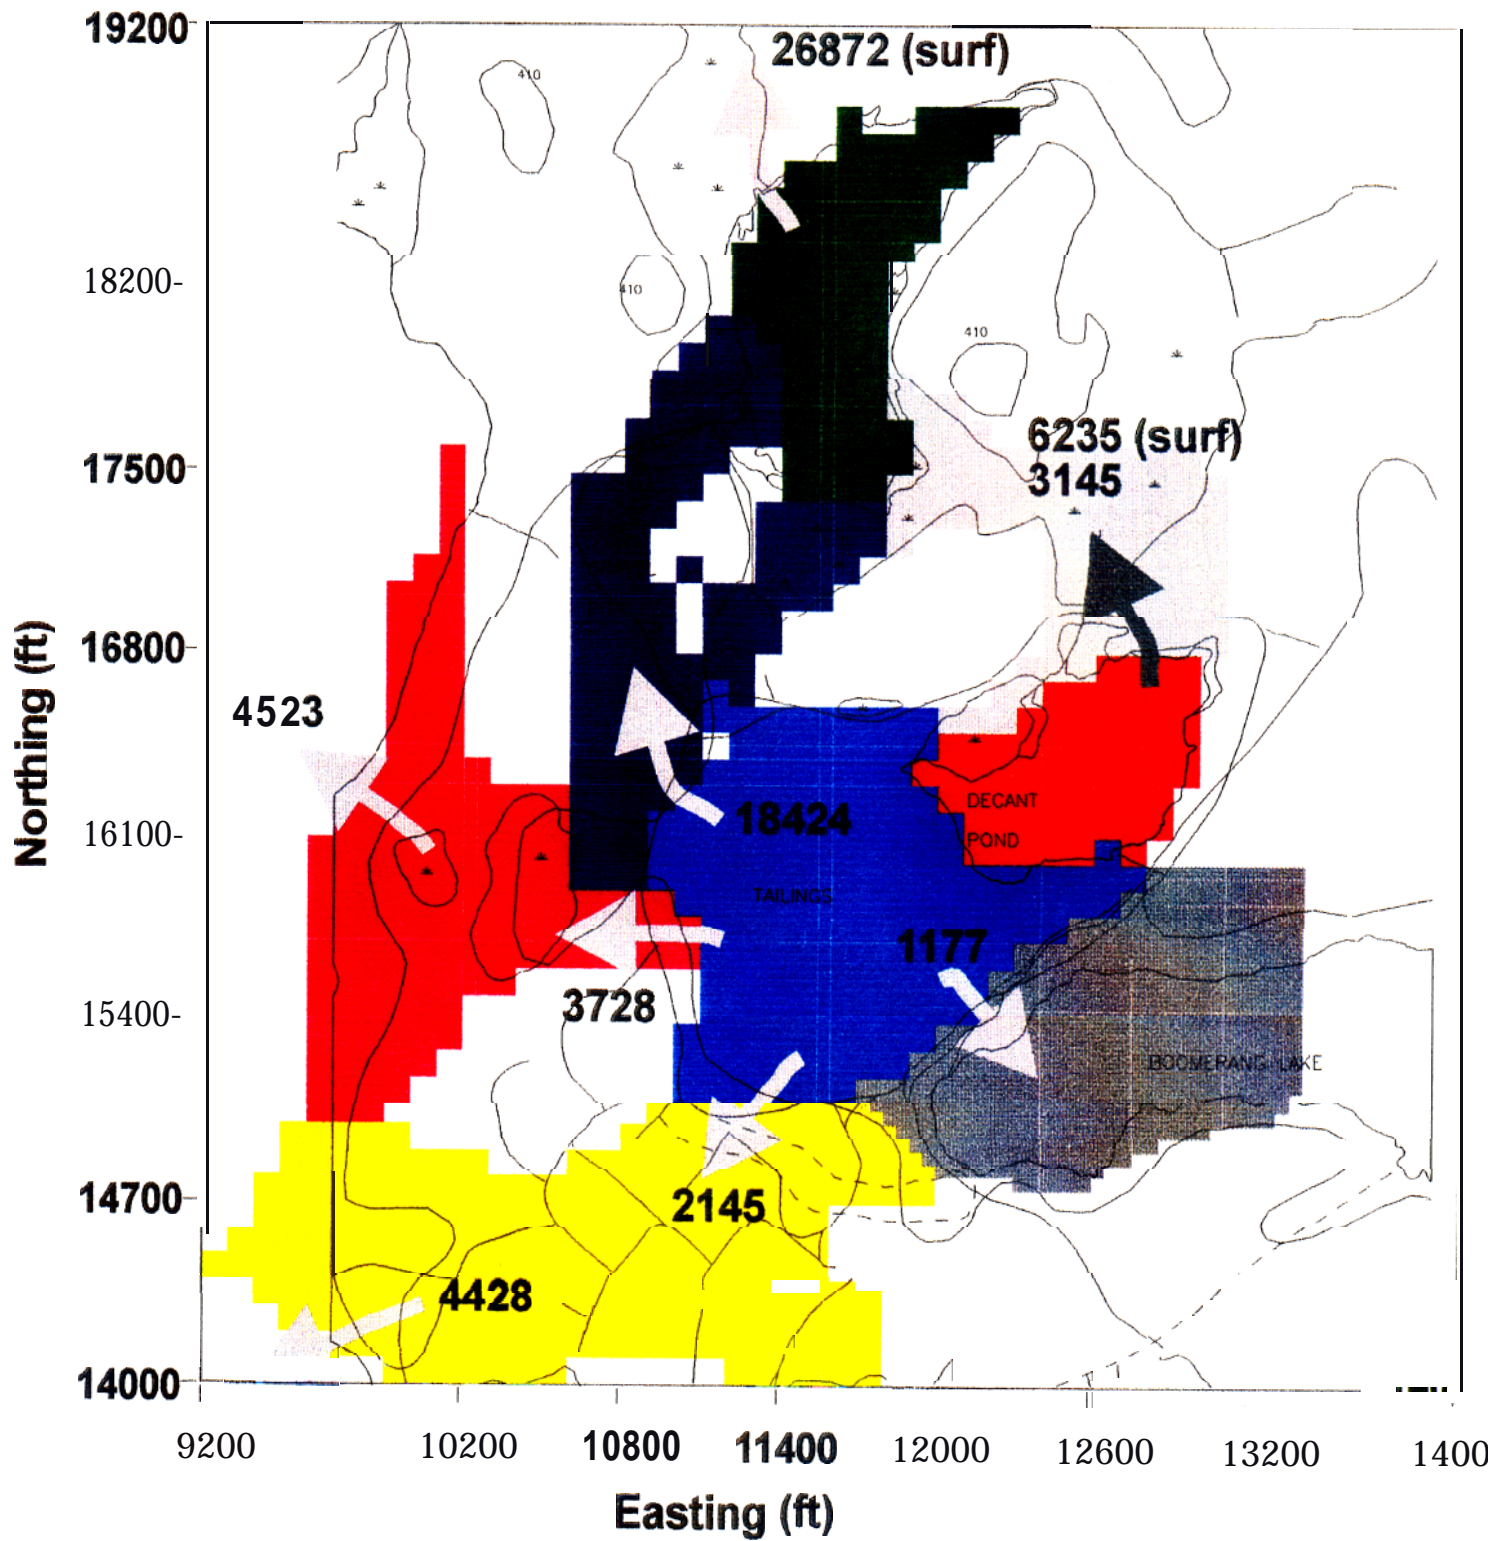 19200
26872 (surf)
410
18200-
410
410
6235 (surf)
17500
3145
16800
4523
Northing (ft)
DECANT
18424
16100-
POND
TAILINGS
1177
3728
15400-
BOOMERANG LAKE
14700
2145
4428
14000
9200 10200 10800 11400 12000 12600 13200 1400
Easting (ft)